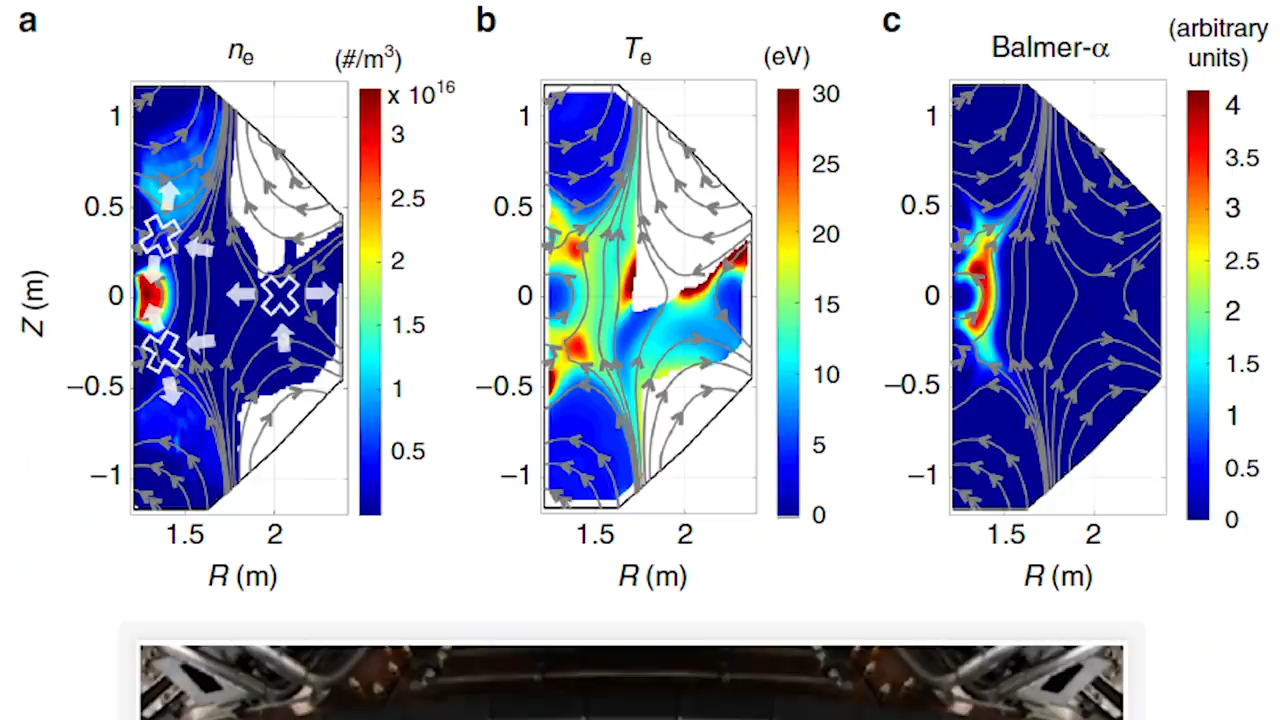 a
n_e
(#/m³)
x 10¹⁶
3
2.5
2
1.5
1
0.5
1
0.5
0
−0.5
−1
Z (m)
1.5 2
R (m)
b
T_e
(eV)
30
25
20
15
10
5
0
1
0.5
0
−0.5
−1
1.5 2
R (m)
c
Balmer-α
(arbitrary
units)
4
3.5
3
2.5
2
1.5
1
0.5
0
1
0.5
0
−0.5
−1
1.5 2
R (m)